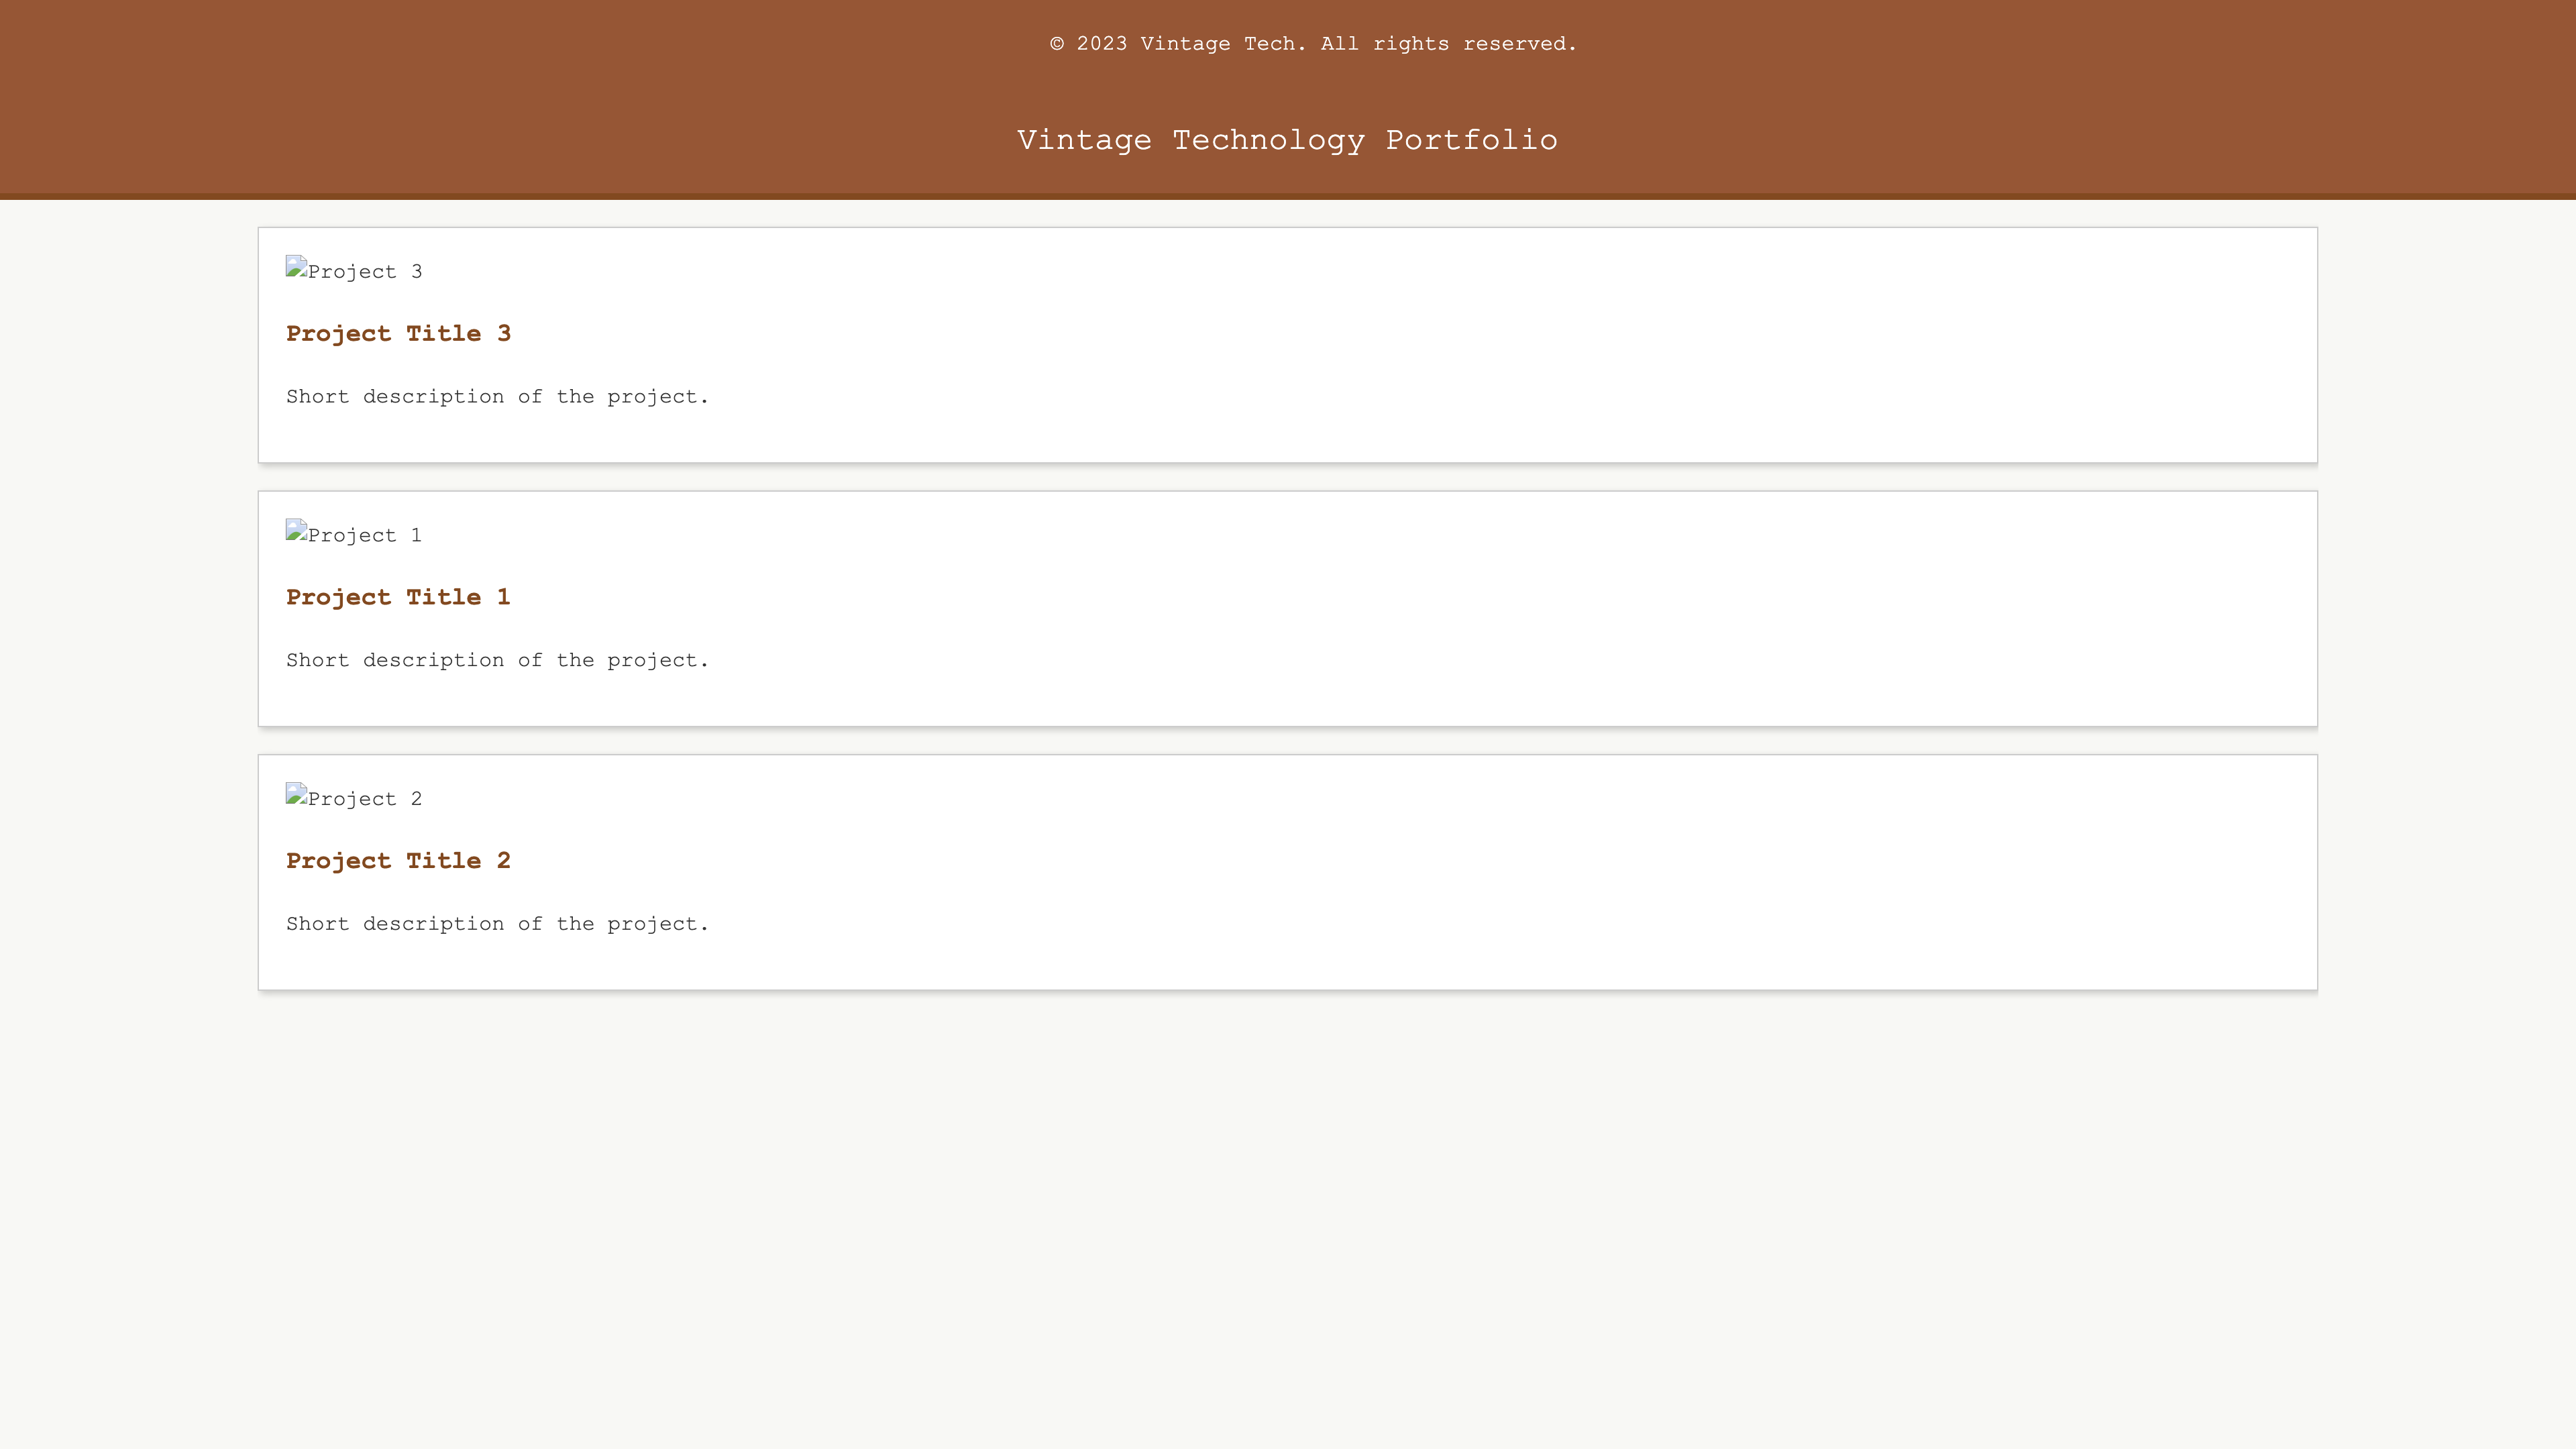 © 2023 Vintage Tech. All rights reserved.
Vintage Technology Portfolio
Project 3
Project Title 3
Short description of the project.
Project 1
Project Title 1
Short description of the project.
Project 2
Project Title 2
Short description of the project.